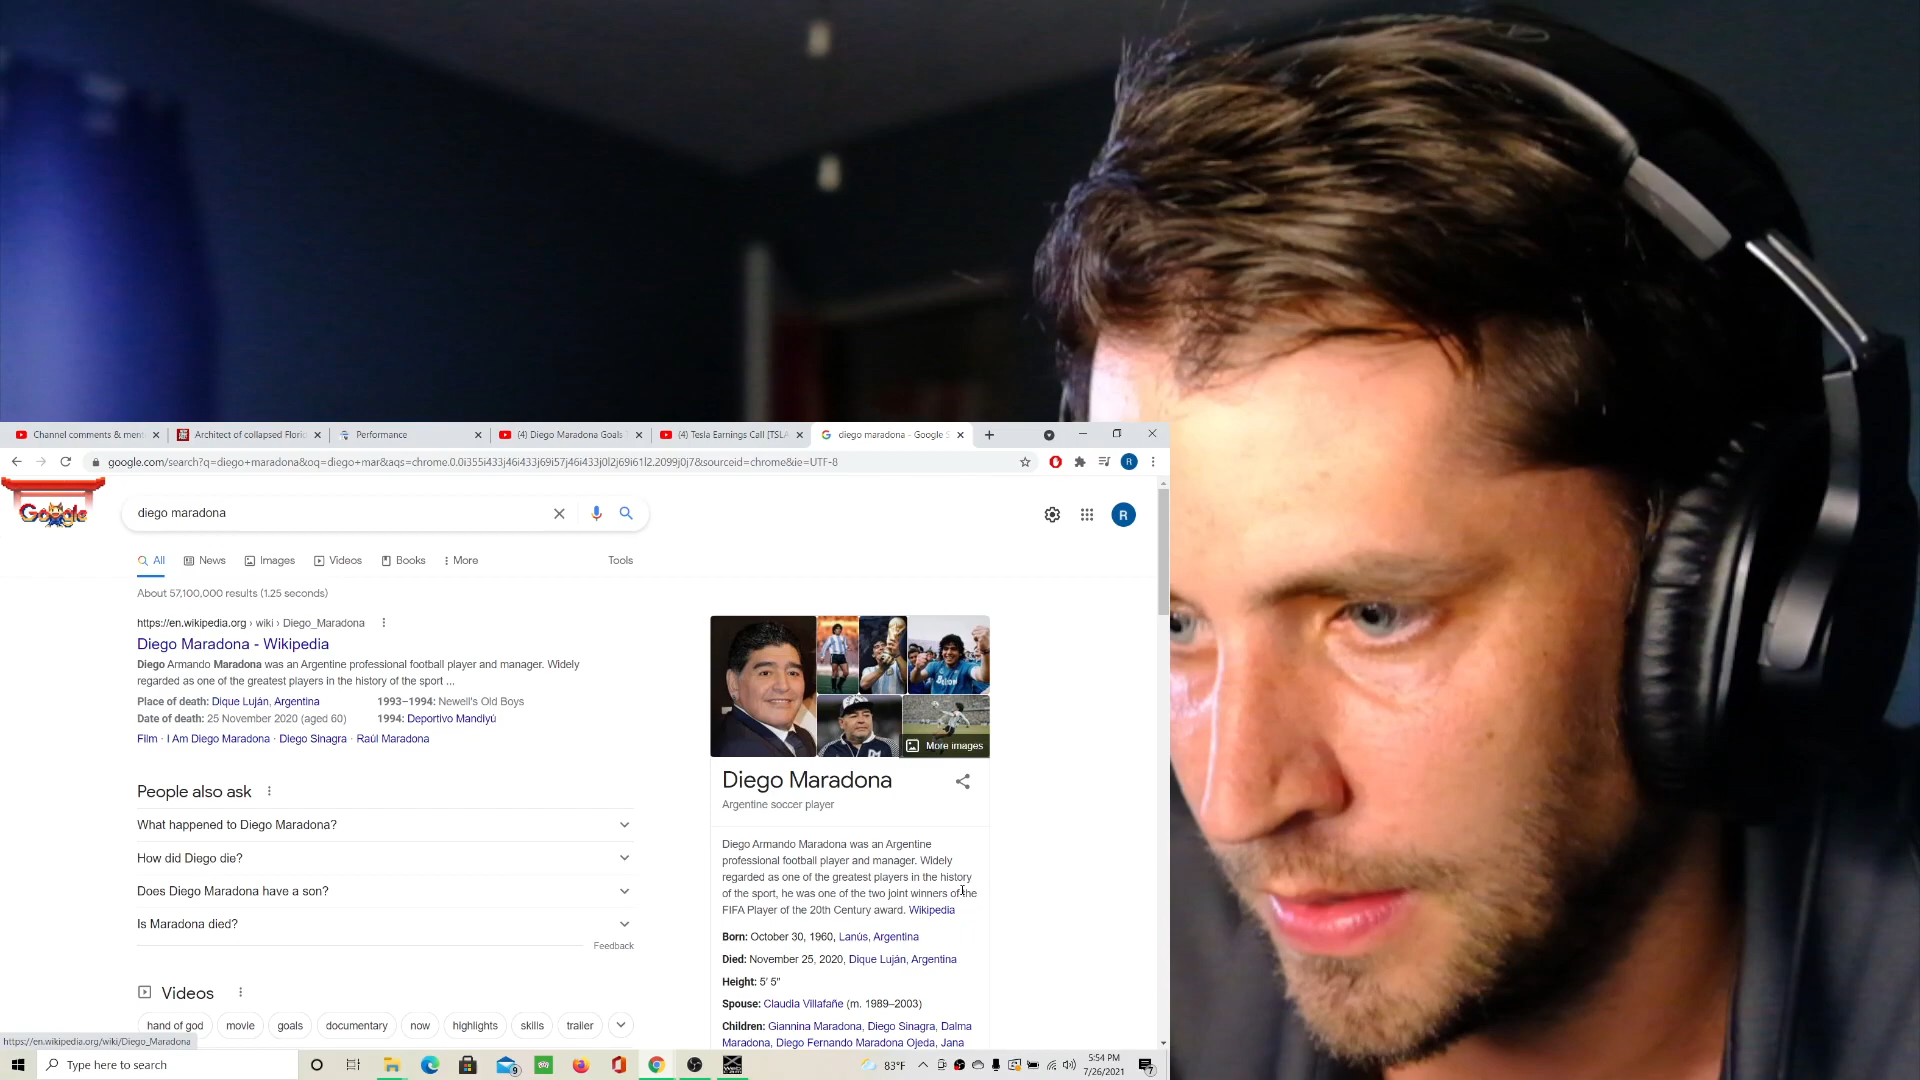 Channel comments & ment
Architect of collapsed Florid
Performance
(4) Diego Maradona Goals T
(4) Tesla Earnings Call [TSLA
diego maradona - Google S
google.com/search?q=diego+maradona&oq=diego+mar&aqs=chrome.0.0i355i433j46i433j69i57j46i433j0l2j69i61l2.2099j0j7&sourceid=chrome&ie=UTF-8
R
Google
diego maradona
R
All
News
Images
Videos
Books
More
Tools
About 57,100,000 results (1.25 seconds)
https://en.wikipedia.org › wiki › Diego_Maradona
Diego Maradona - Wikipedia
Diego Armando Maradona was an Argentine professional football player and manager. Widely
regarded as one of the greatest players in the history of the sport ...
Place of death: Dique Luján, Argentina
1993–1994: Newell's Old Boys
Date of death: 25 November 2020 (aged 60)
1994: Deportivo Mandiyú
Film · I Am Diego Maradona · Diego Sinagra · Raúl Maradona
People also ask
What happened to Diego Maradona?
How did Diego die?
Does Diego Maradona have a son?
Is Maradona died?
Feedback
Videos
hand of god
movie
goals
documentary
now
highlights
skills
trailer
https://en.wikipedia.org/wiki/Diego_Maradona
More images
Diego Maradona
Argentine soccer player
Diego Armando Maradona was an Argentine
professional football player and manager. Widely
regarded as one of the greatest players in the history
of the sport, he was one of the two joint winners of the
FIFA Player of the 20th Century award. Wikipedia
Born: October 30, 1960, Lanús, Argentina
Died: November 25, 2020, Dique Luján, Argentina
Height: 5′ 5″
Spouse: Claudia Villafañe (m. 1989–2003)
Children: Giannina Maradona, Diego Sinagra, Dalma
Maradona, Diego Fernando Maradona Ojeda, Jana
Type here to search
9
83°F
5:54 PM
7/26/2021
7